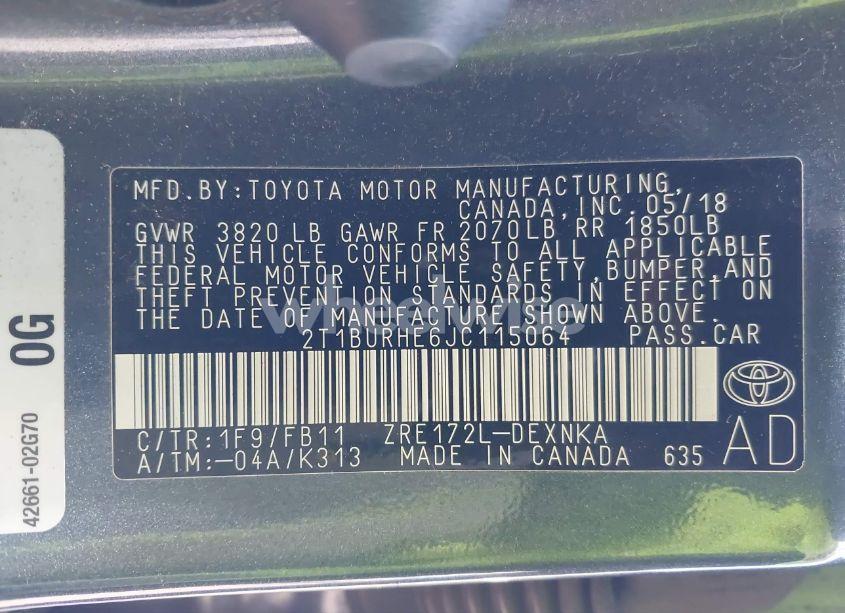 MFD.BY:TOYOTA MOTOR MANUFACTURING,
CANADA,INC. 05/18
GVWR 3820 LB GAWR FR 2070LB RR 1850LB
THIS VEHICLE CONFORMS TO ALL APPLICABLE
FEDERAL MOTOR VEHICLE SAFETY,BUMPER,AND
THEFT PREVENTION STANDARDS IN EFFECT ON
THE DATE OF MANUFACTURE SHOWN ABOVE.
2T1BURHE6JC115064 PASS.CAR
C/TR:1F9/FB11 ZRE172L-DEXNKA
A/TM:-04A/K313 MADE IN CANADA 635
AD
0G
42661-02G70
wheelwise